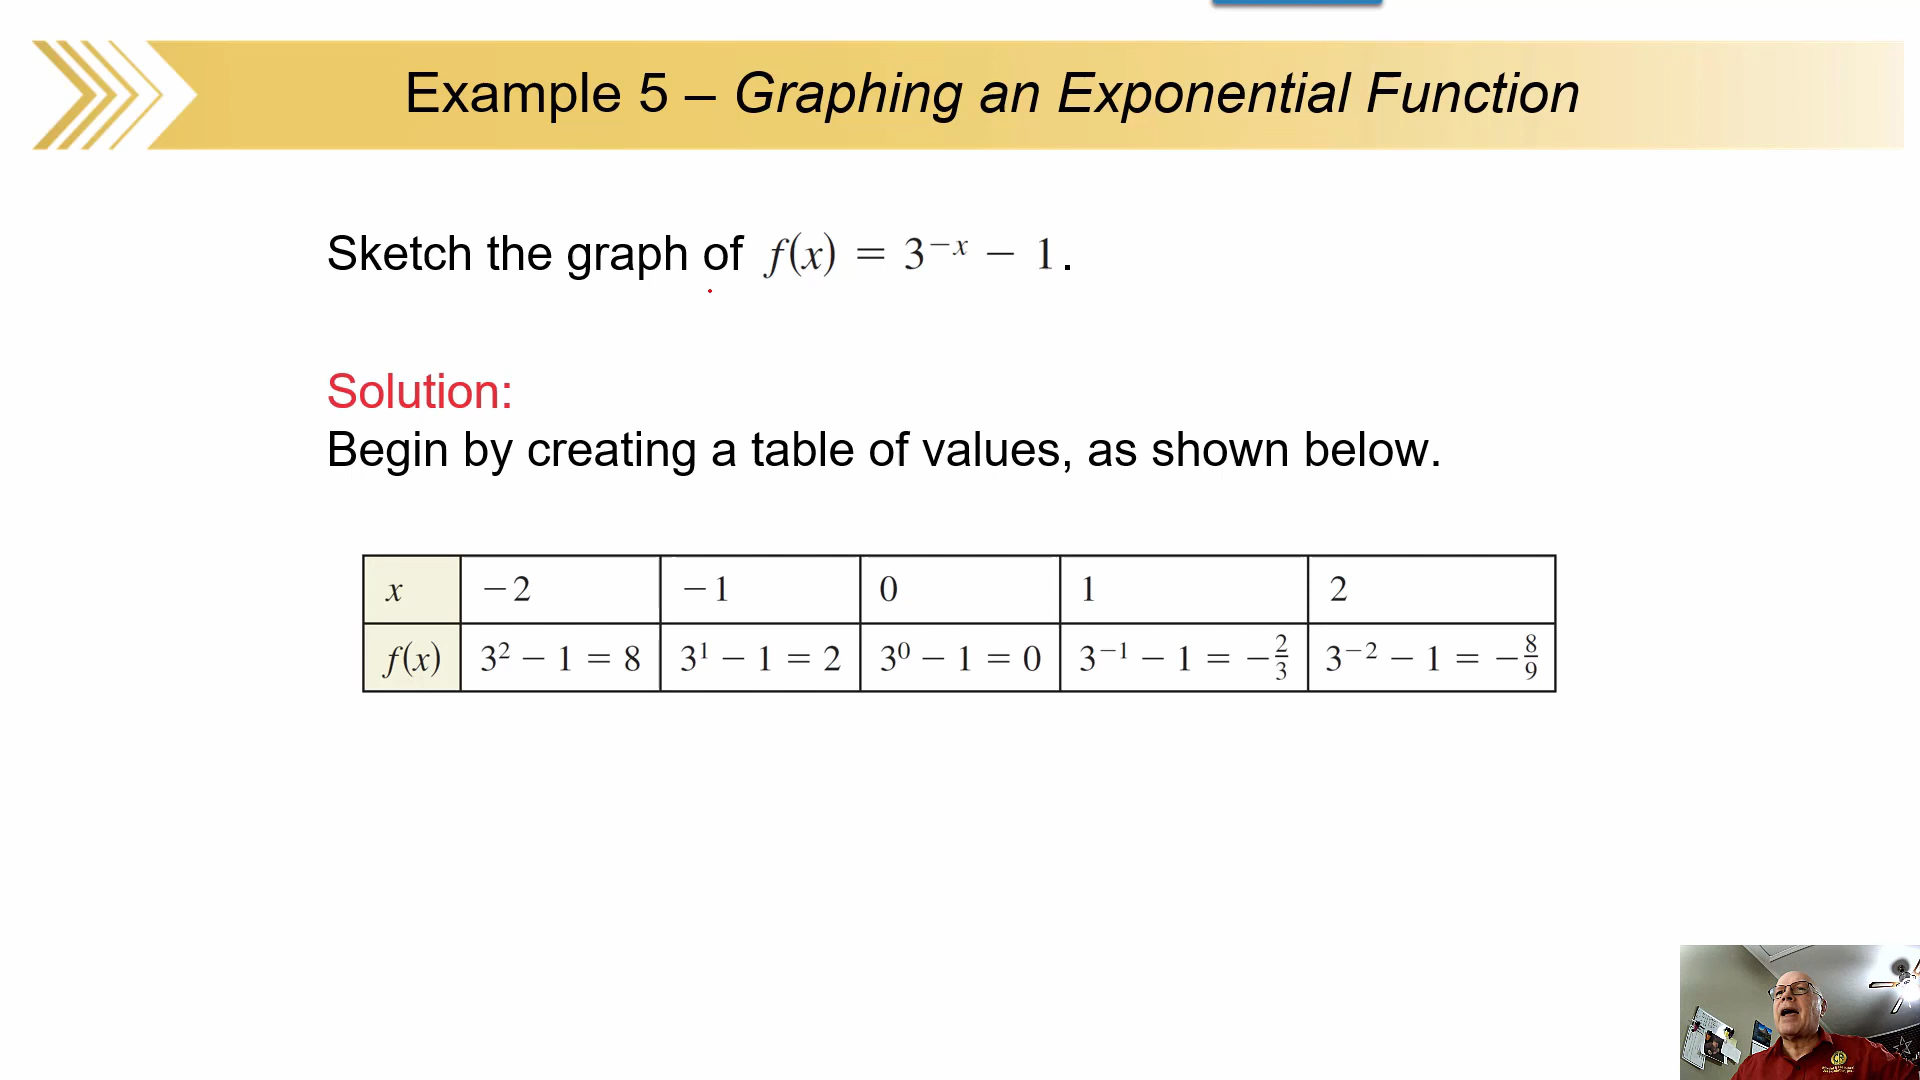 Example 5 – Graphing an Exponential Function
Sketch the graph of f(x) = 3⁻ˣ − 1.
Solution:
Begin by creating a table of values, as shown below.
x −2 −1 0 1 2
f(x) 3² − 1 = 8 3¹ − 1 = 2 3⁰ − 1 = 0 3⁻¹ − 1 = −2/3 3⁻² − 1 = −8/9